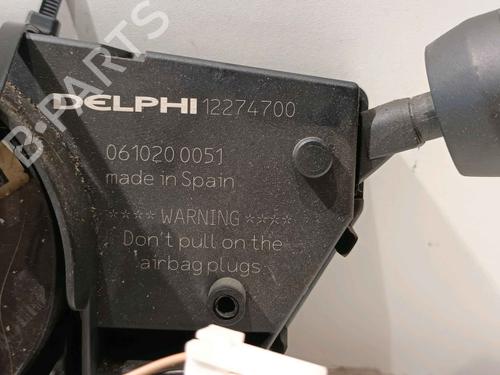 DELPHI 12274700
061020 0051
made in Spain
**** WARNING ****
Don't pull on the
airbag plugs
B-PARTS